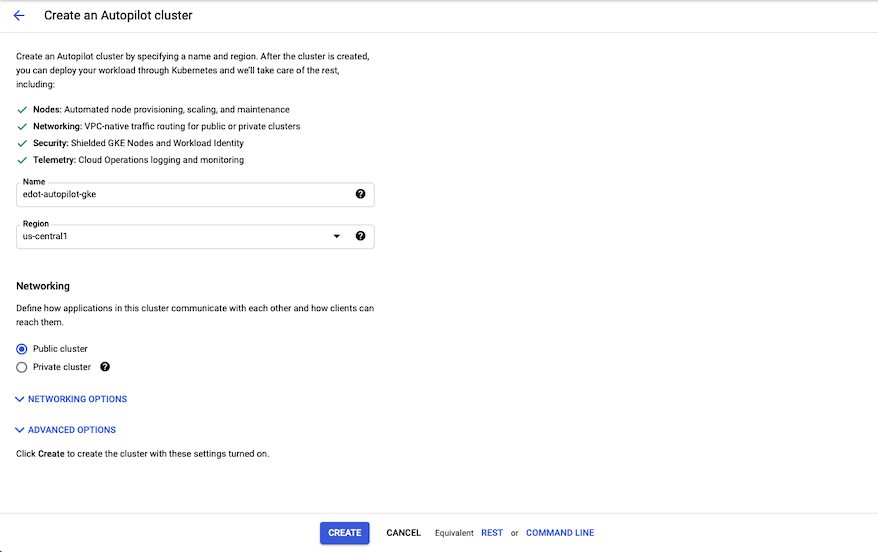 Create an Autopilot cluster
Create an Autopilot cluster by specifying a name and region. After the cluster is created,
you can deploy your workload through Kubernetes and we'll take care of the rest,
including:
Nodes: Automated node provisioning, scaling, and maintenance
Networking: VPC-native traffic routing for public or private clusters
Security: Shielded GKE Nodes and Workload Identity
Telemetry: Cloud Operations logging and monitoring
Name
edot-autopilot-gke
Region
us-central1
Networking
Define how applications in this cluster communicate with each other and how clients can
reach them.
Public cluster
Private cluster
NETWORKING OPTIONS
ADVANCED OPTIONS
Click Create to create the cluster with these settings turned on.
CREATE CANCEL Equivalent REST or COMMAND LINE